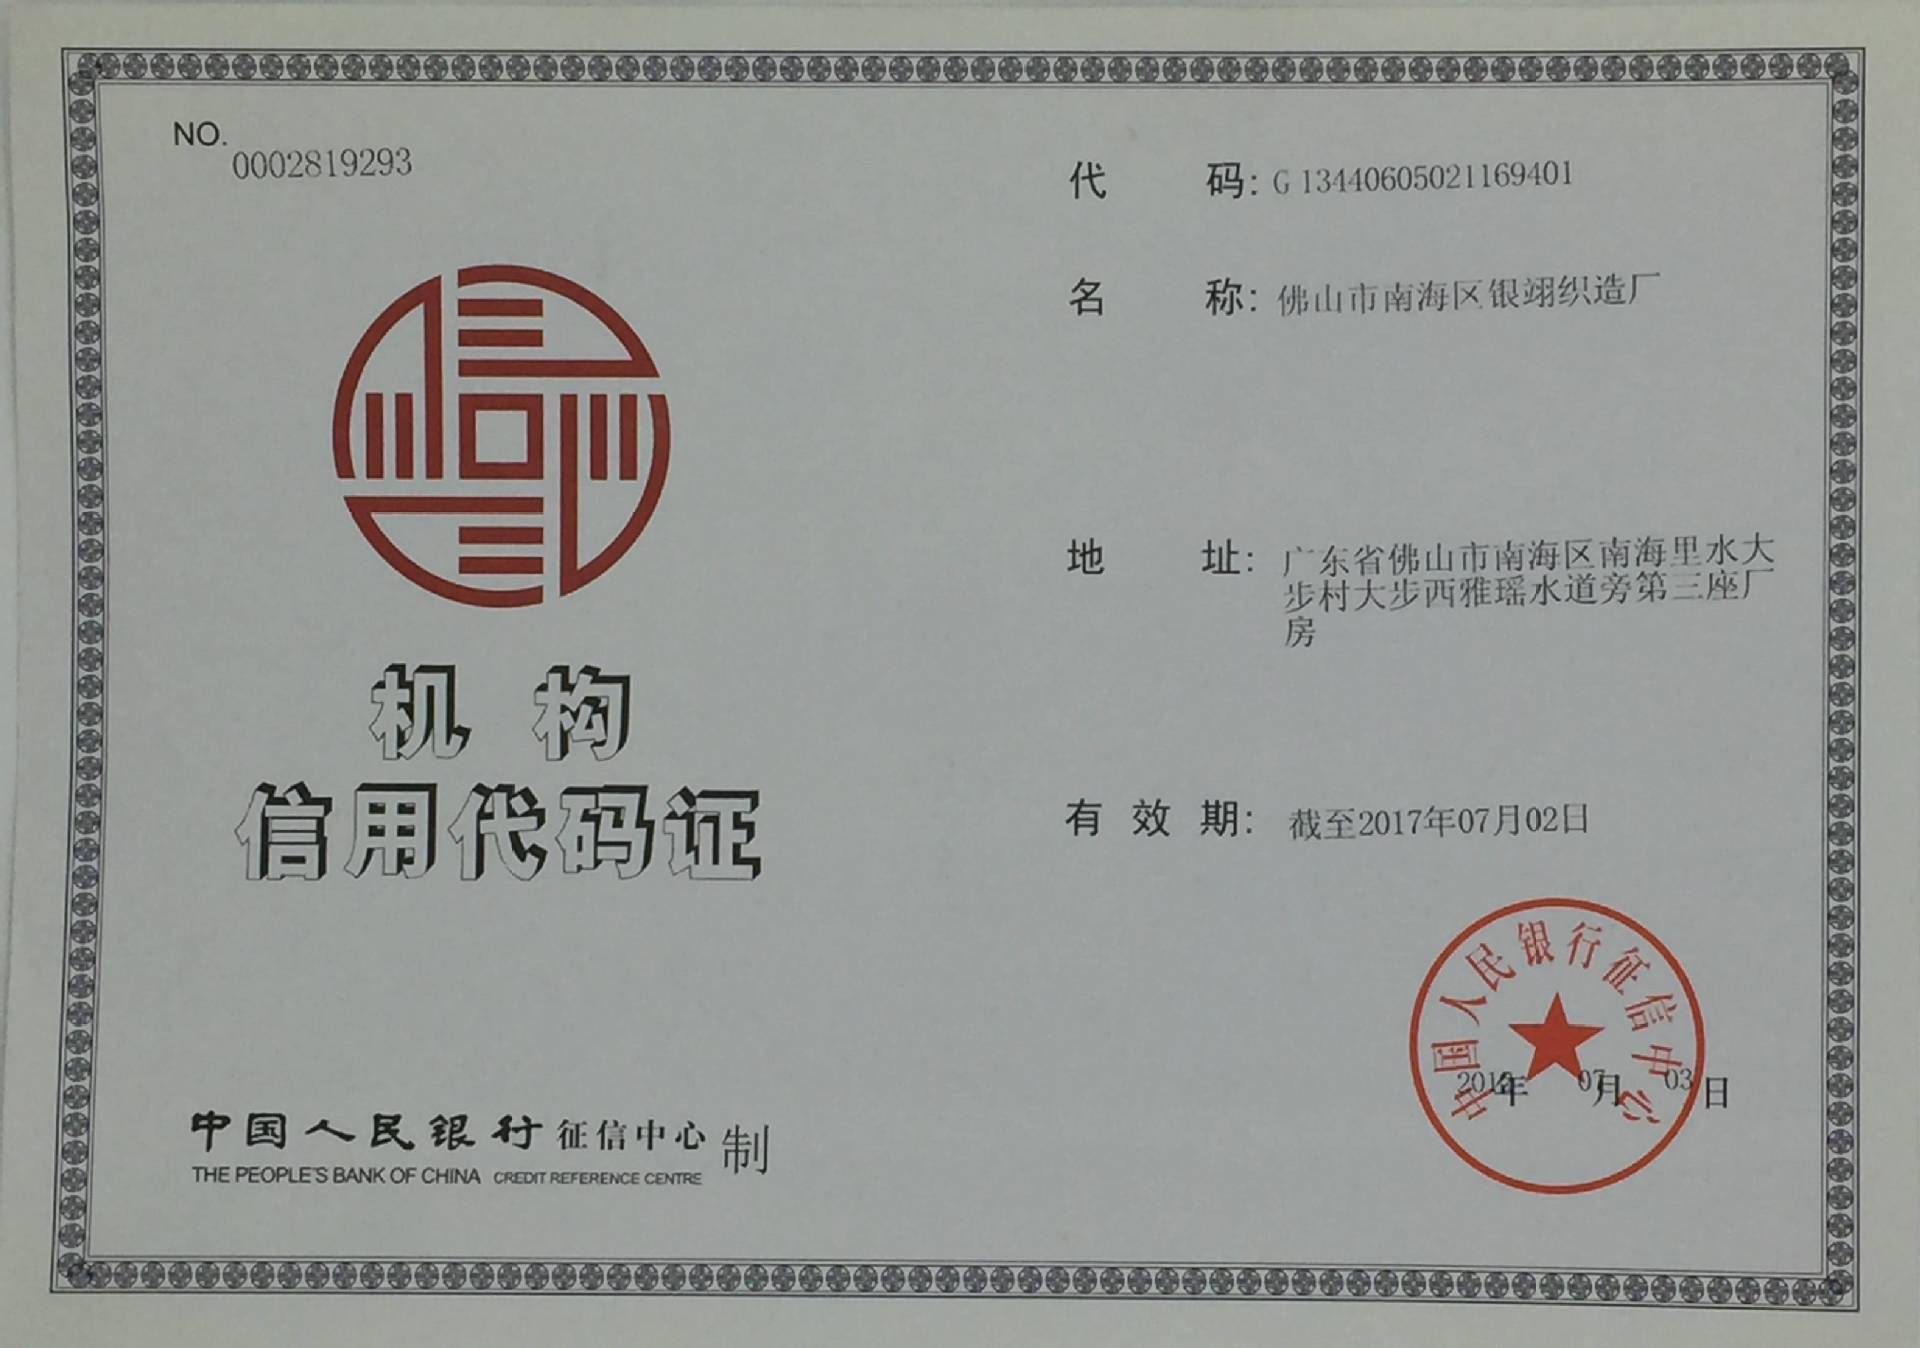 NO.
0002819293
机 构
信用代码证
中国人民银行征信中心 制
THE PEOPLE'S BANK OF CHINA CREDIT REFERENCE CENTRE
代 码: G13440605021169401
名 称: 佛山市南海区银翊织造厂
地 址: 广东省佛山市南海区南海里水大
步村大步西雅瑶水道旁第三座厂
房
有 效 期: 截至2017年07月02日
中国人民银行征信中心
年 07月 03日